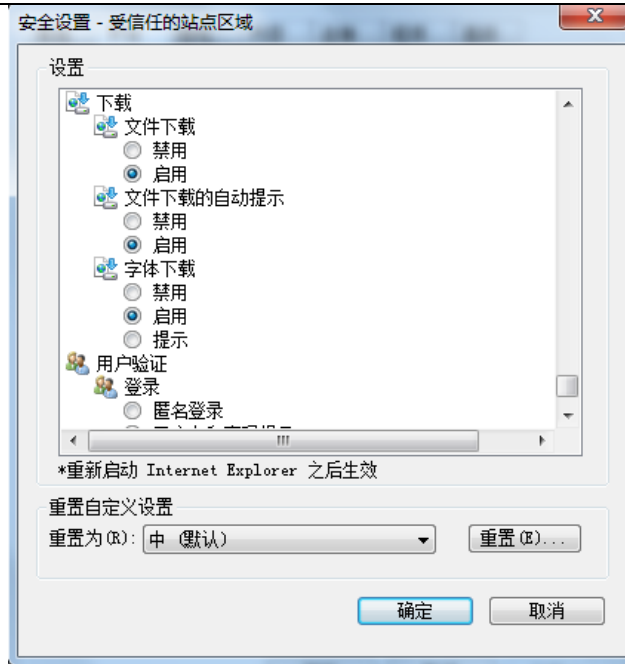 安全设置 - 受信任的站点区域
设置
下载
文件下载
禁用
启用
文件下载的自动提示
禁用
启用
字体下载
禁用
启用
提示
用户验证
登录
匿名登录
*重新启动 Internet Explorer 之后生效
重置自定义设置
重置为(R): 中 (默认) 重置(E)...
确定 取消